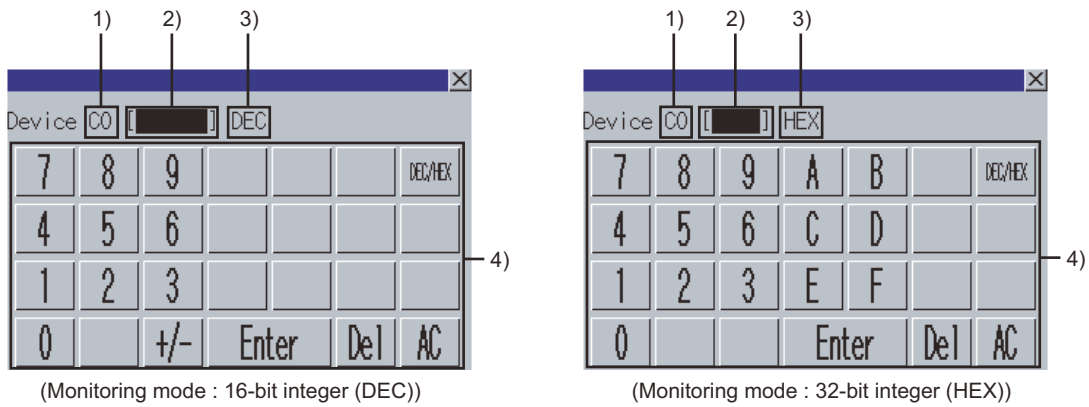 1) 2) 3)
Device C0 [ ] DEC
7 8 9 DEC/HEX
4 5 6
1 2 3
0 +/- Enter Del AC
4)
(Monitoring mode : 16-bit integer (DEC))
1) 2) 3)
Device C0 [ ] HEX
7 8 9 A B DEC/HEX
4 5 6 C D
1 2 3 E F
0 Enter Del AC
4)
(Monitoring mode : 32-bit integer (HEX))